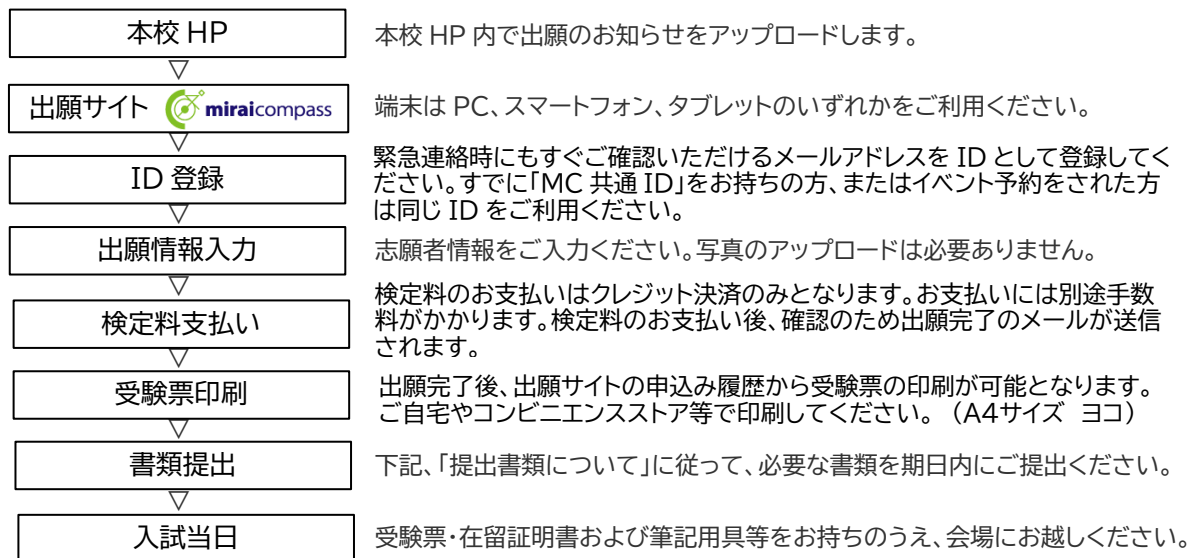 本校 HP
本校 HP 内で出願のお知らせをアップロードします。
出願サイト miraicompass
端末は PC、スマートフォン、タブレットのいずれかをご利用ください。
ID 登録
緊急連絡時にもすぐご確認いただけるメールアドレスを ID として登録してく
ださい。すでに「MC 共通 ID」をお持ちの方、またはイベント予約をされた方
は同じ ID をご利用ください。
出願情報入力
志願者情報をご入力ください。写真のアップロードは必要ありません。
検定料支払い
検定料のお支払いはクレジット決済のみとなります。お支払いには別途手数
料がかかります。検定料のお支払い後、確認のため出願完了のメールが送信
されます。
受験票印刷
出願完了後、出願サイトの申込み履歴から受験票の印刷が可能となります。
ご自宅やコンビニエンスストア等で印刷してください。（A4サイズ ヨコ）
書類提出
下記、「提出書類について」に従って、必要な書類を期日内にご提出ください。
入試当日
受験票・在留証明書および筆記用具等をお持ちのうえ、会場にお越しください。